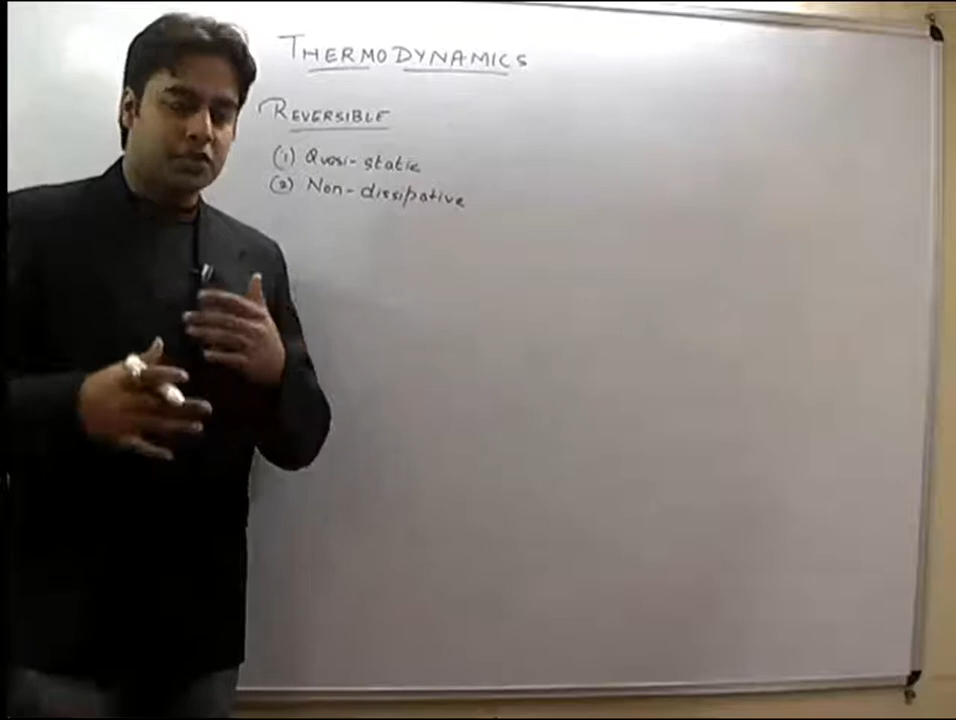 THERMODYNAMICS
REVERSIBLE
(1) Quasi-static
(2) Non-dissipative